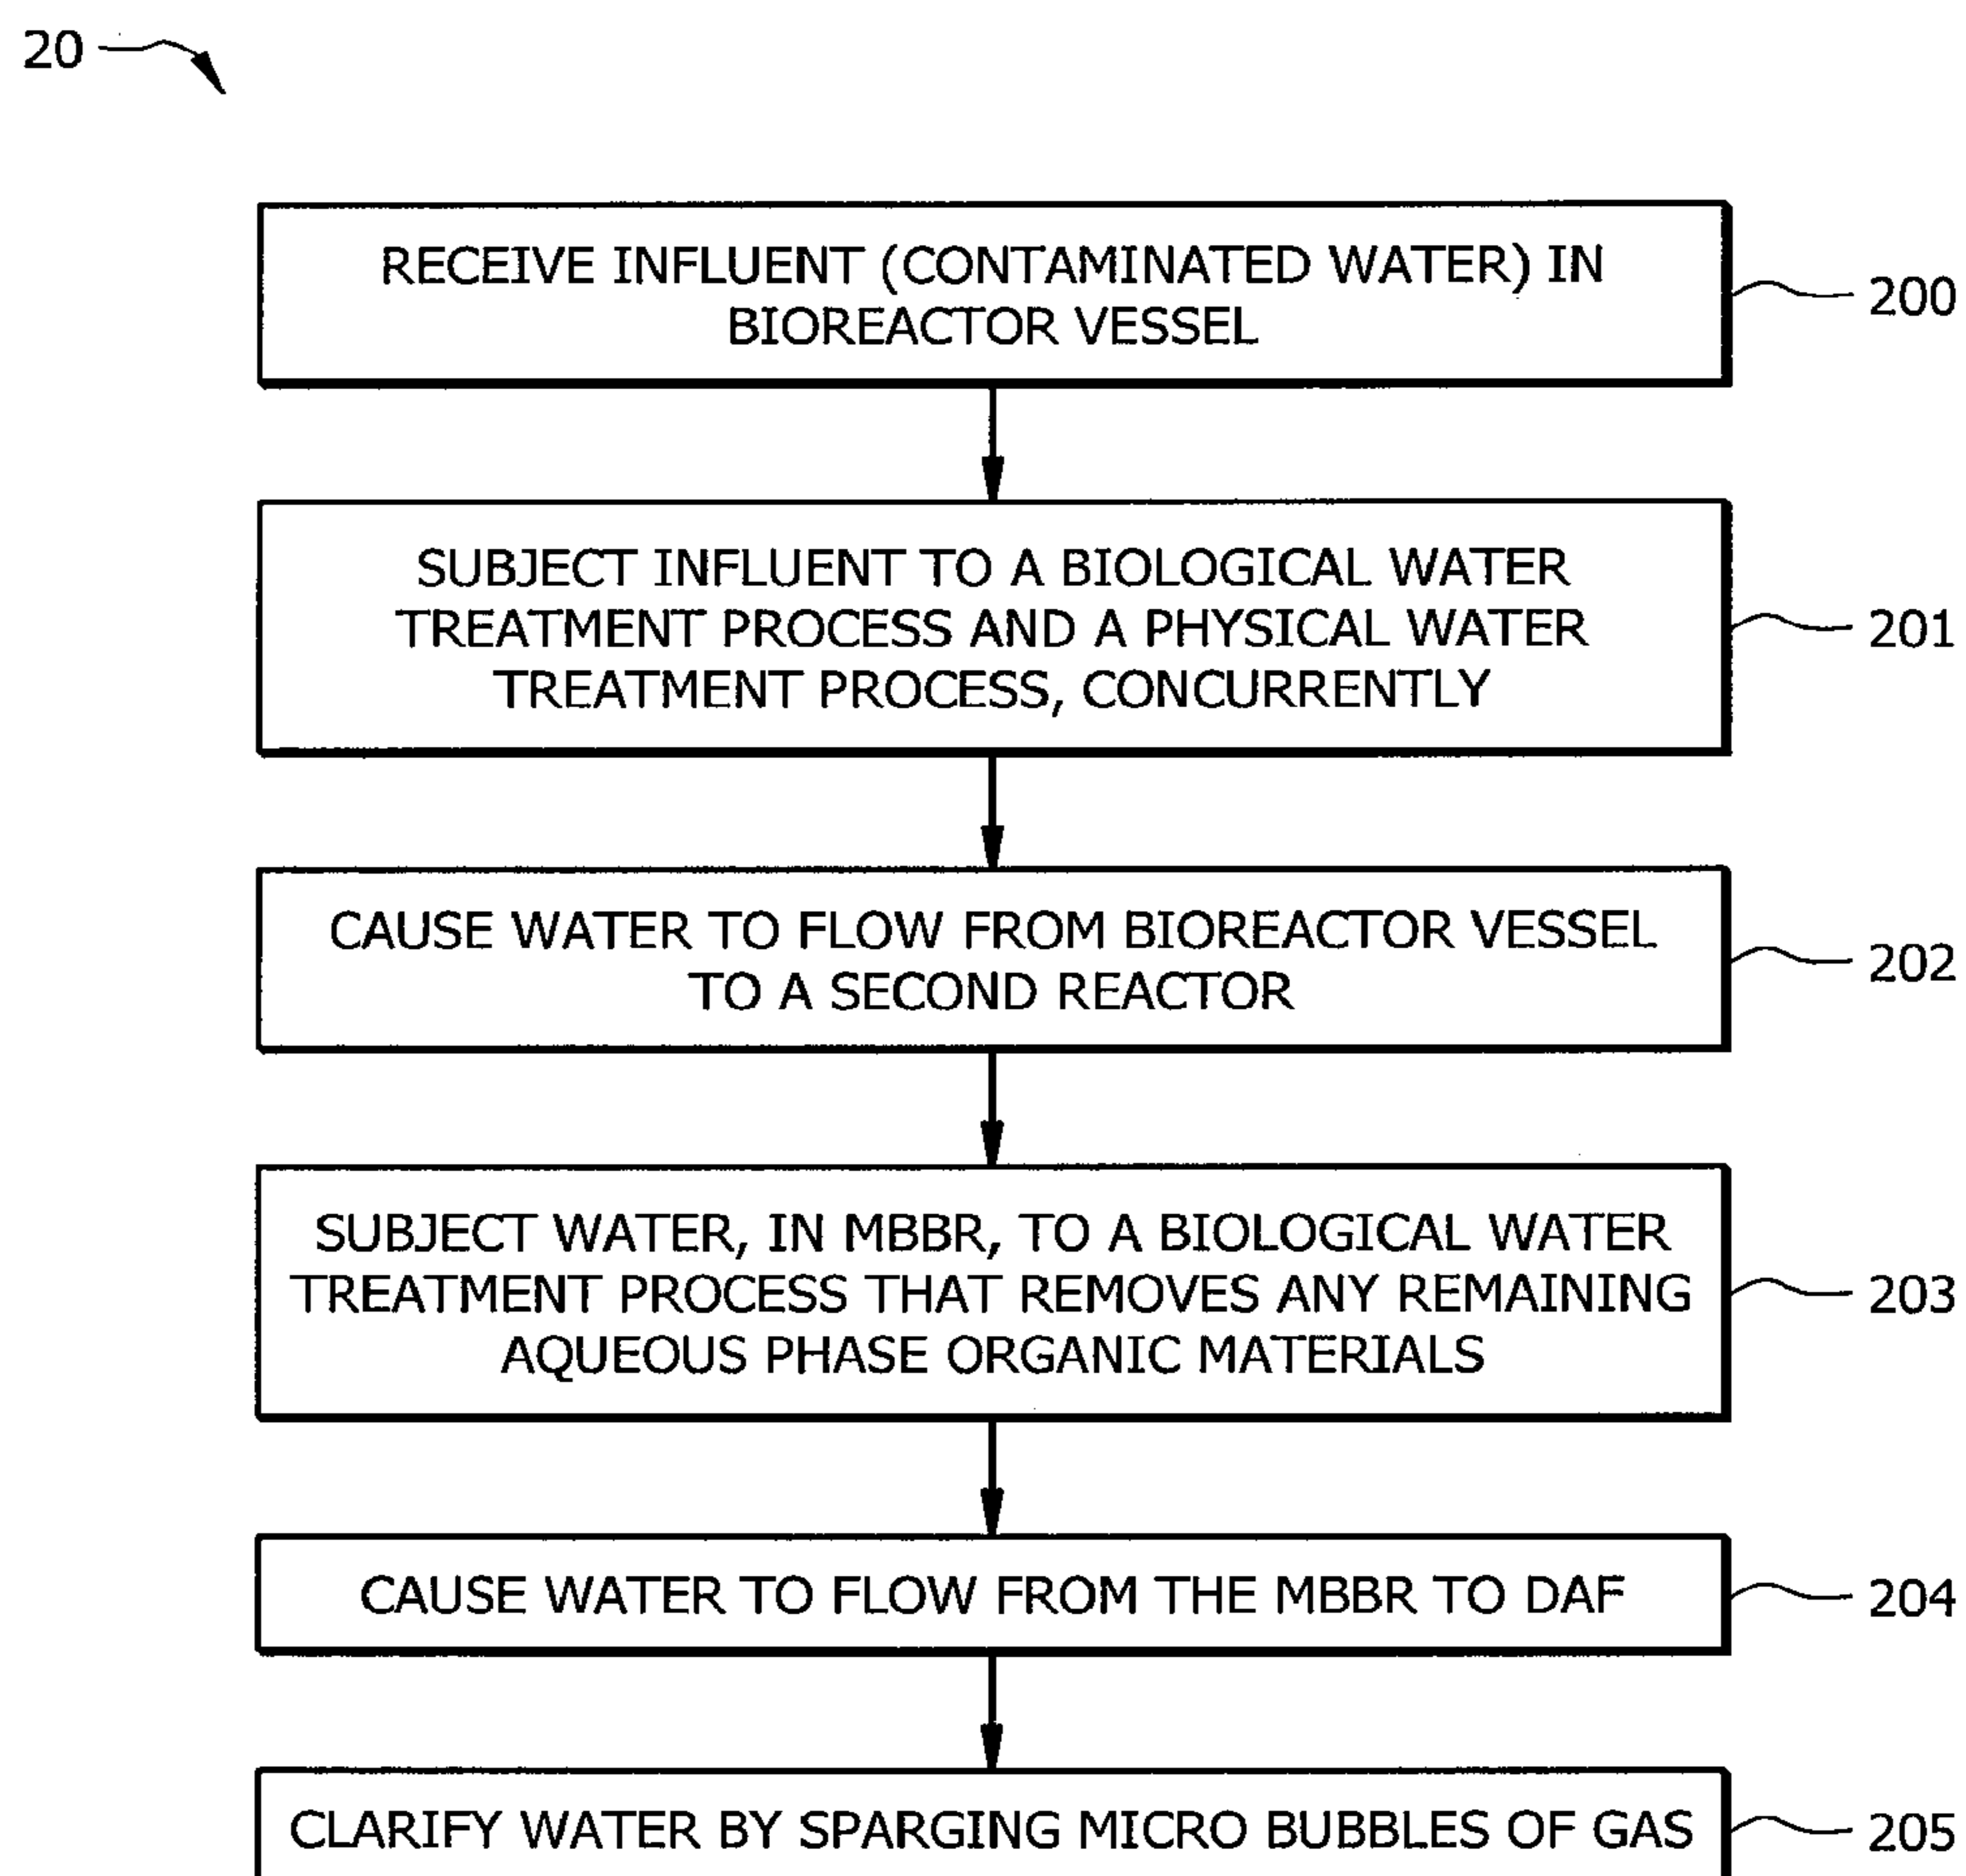 20
RECEIVE INFLUENT (CONTAMINATED WATER) IN
BIOREACTOR VESSEL
200
SUBJECT INFLUENT TO A BIOLOGICAL WATER
TREATMENT PROCESS AND A PHYSICAL WATER
TREATMENT PROCESS, CONCURRENTLY
201
CAUSE WATER TO FLOW FROM BIOREACTOR VESSEL
TO A SECOND REACTOR
202
SUBJECT WATER, IN MBBR, TO A BIOLOGICAL WATER
TREATMENT PROCESS THAT REMOVES ANY REMAINING
AQUEOUS PHASE ORGANIC MATERIALS
203
CAUSE WATER TO FLOW FROM THE MBBR TO DAF
204
CLARIFY WATER BY SPARGING MICRO BUBBLES OF GAS
205